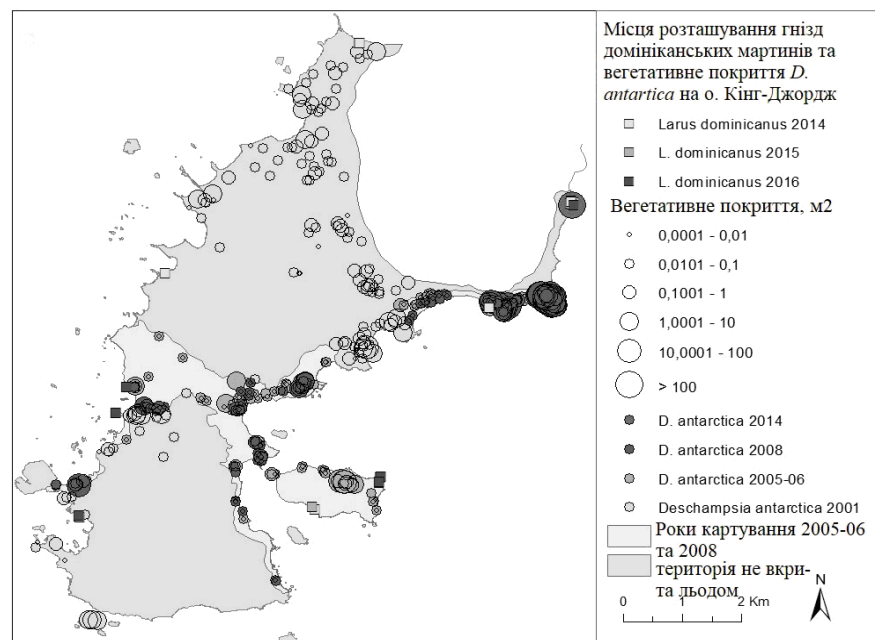 Місця розташування гнізд
домініканських мартинів та
вегетативне покриття D.
antartica на о. Кінг-Джордж
Larus dominicanus 2014
L. dominicanus 2015
L. dominicanus 2016
Вегетативне покриття, м2
0,0001 - 0,01
0,0101 - 0,1
0,1001 - 1
1,0001 - 10
10,0001 - 100
> 100
D. antarctica 2014
D. antarctica 2008
D. antarctica 2005-06
Deschampsia antarctica 2001
Роки картування 2005-06
та 2008
територія не вкри-
та льодом
N
0 1 2 Km